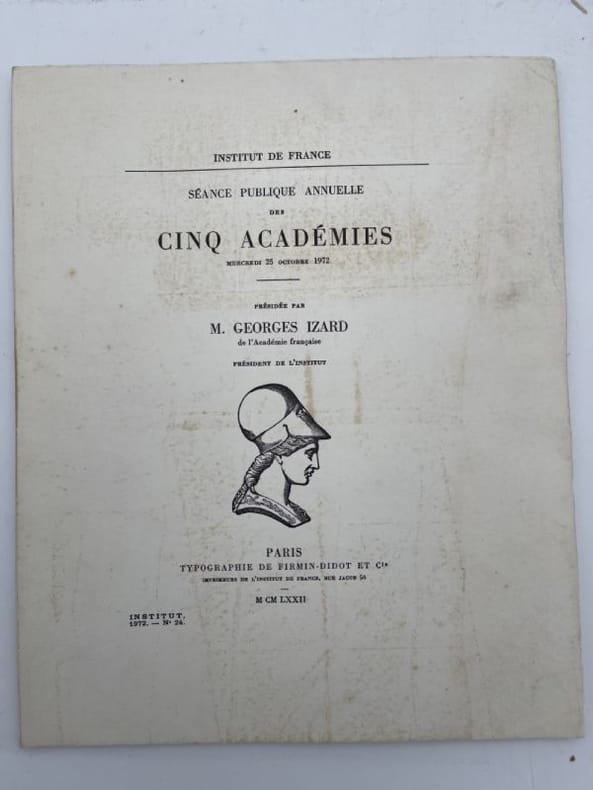 INSTITUT DE FRANCE
SÉANCE PUBLIQUE ANNUELLE
DES
CINQ ACADÉMIES
MERCREDI 25 OCTOBRE 1972
PRÉSIDÉE PAR
M. GEORGES IZARD
de l'Académie française
PRÉSIDENT DE L'INSTITUT
PARIS
TYPOGRAPHIE DE FIRMIN-DIDOT ET Cie
IMPRIMEURS DE L'INSTITUT DE FRANCE, RUE JACOB 56
M CM LXXII
INSTITUT.
1972. — N° 24.